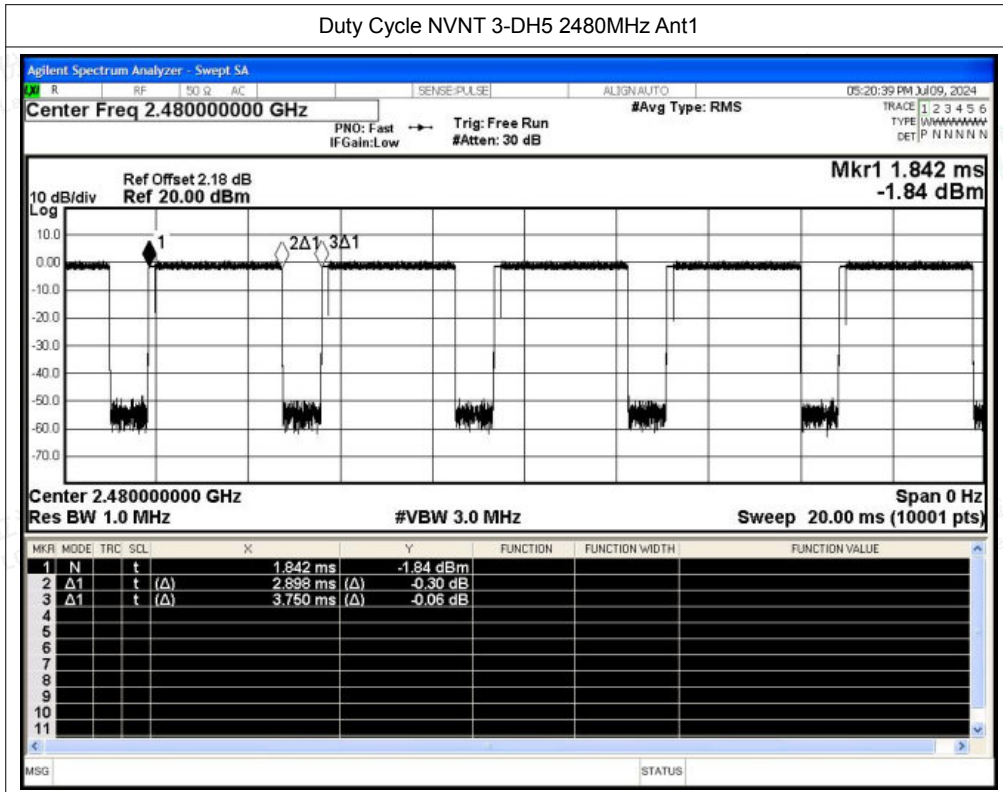 Duty Cycle NVNT 3-DH5 2480MHz Ant1
Agilent Spectrum Analyzer - Swept SA
LXI R RF 50 Ω AC SENSE:PULSE ALIGN AUTO 05:20:39 PM Jul 09, 2024
Center Freq 2.480000000 GHz #Avg Type: RMS TRACE 1 2 3 4 5 6
PNO: Fast Trig: Free Run TYPE WWWWWW
IFGain:Low #Atten: 30 dB DET P N N N N N
Mkr1 1.842 ms
Ref Offset 2.18 dB
10 dB/div Ref 20.00 dBm -1.84 dBm
Log
10.0
1 2Δ1 3Δ1
0.00
-10.0
-20.0
-30.0
-40.0
-50.0
-60.0
-70.0
Center 2.480000000 GHz Span 0 Hz
Res BW 1.0 MHz #VBW 3.0 MHz Sweep 20.00 ms (10001 pts)
MKR MODE TRC SCL X Y FUNCTION FUNCTION WIDTH FUNCTION VALUE
1 N t 1.842 ms -1.84 dBm
2 Δ1 t (Δ) 2.898 ms (Δ) -0.30 dB
3 Δ1 t (Δ) 3.750 ms (Δ) -0.06 dB
4
5
6
7
8
9
10
11
MSG STATUS